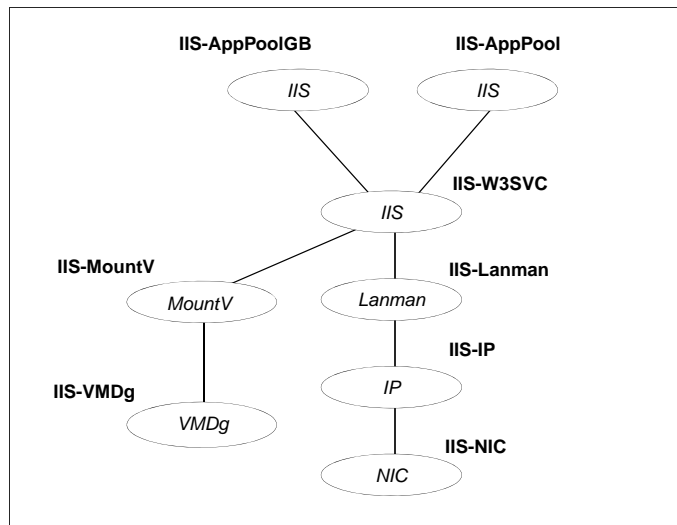 IIS-AppPoolGB
IIS-AppPool
IIS
IIS
IIS-W3SVC
IIS
IIS-MountV
IIS-Lanman
MountV
Lanman
IIS-IP
IIS-VMDg
IP
VMDg
IIS-NIC
NIC